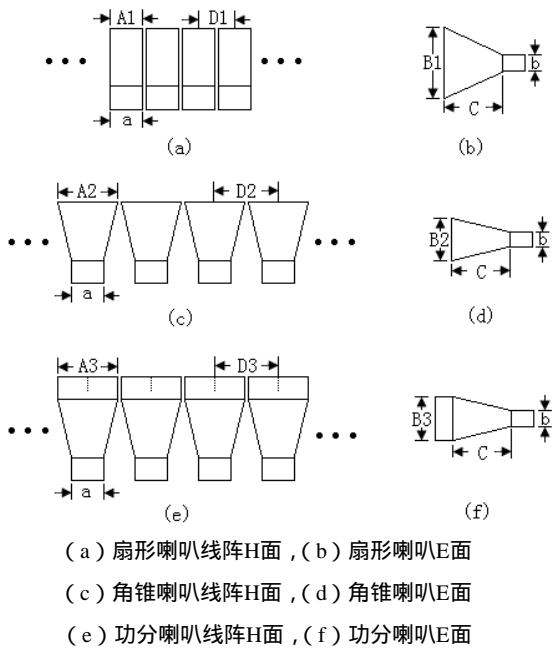 A1 D1
••• •••
a
(a)
B1 b
C
(b)
A2 D2
••• •••
a
(c)
B2 b
C
(d)
A3 D3
••• •••
a
(e)
B3 b
C
(f)
(a)扇形喇叭线阵H面,(b)扇形喇叭E面
(c)角锥喇叭线阵H面,(d)角锥喇叭E面
(e)功分喇叭线阵H面,(f)功分喇叭E面